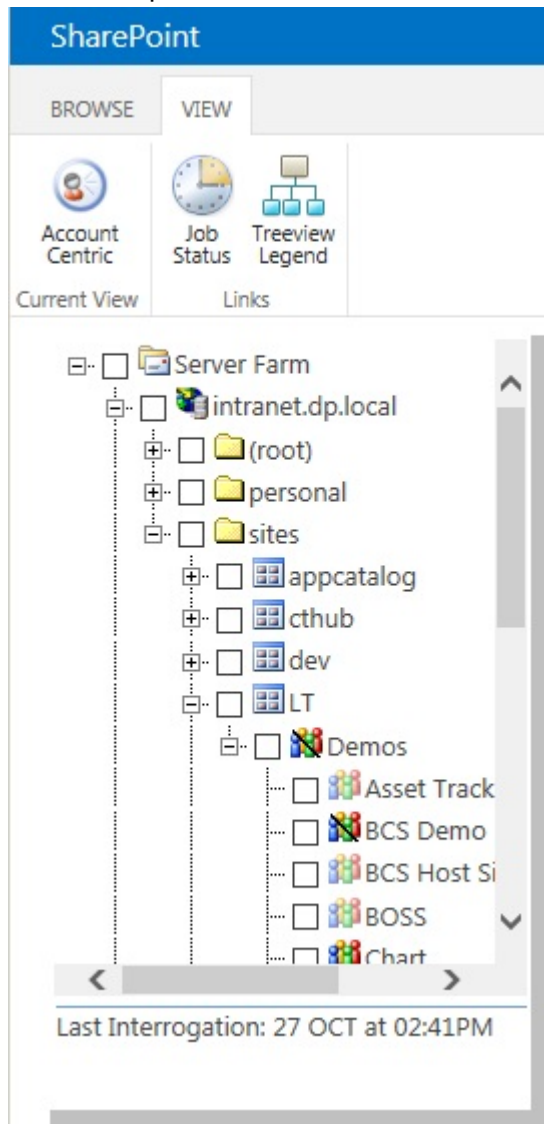 SharePoint
BROWSE VIEW
Account Centric
Job Status
Treeview Legend
Current View Links
Server Farm
intranet.dp.local
(root)
personal
sites
appcatalog
cthub
dev
LT
Demos
Asset Track
BCS Demo
BCS Host Si
BOSS
Chart
Last Interrogation: 27 OCT at 02:41PM